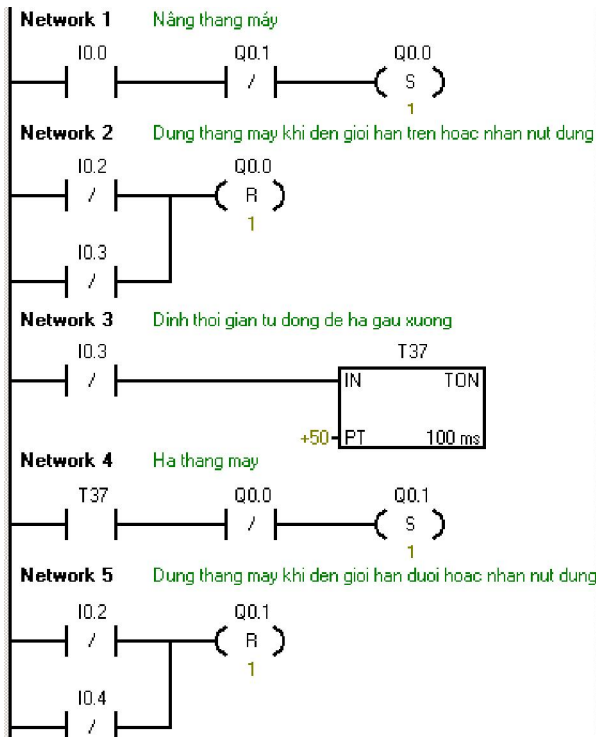 Network 1 Nâng thang máy
I0.0 Q0.1 Q0.0
/ S
1
Network 2 Dung thang may khi den gioi han tren hoac nhan nut dung
I0.2 Q0.0
/ R
1
I0.3
/
Network 3 Dinh thoi gian tu dong de ha gau xuong
I0.3 T37
/ IN TON
+50 PT 100 ms
Network 4 Ha thang may
T37 Q0.0 Q0.1
/ S
1
Network 5 Dung thang may khi den gioi han duoi hoac nhan nut dung
I0.2 Q0.1
/ R
1
I0.4
/